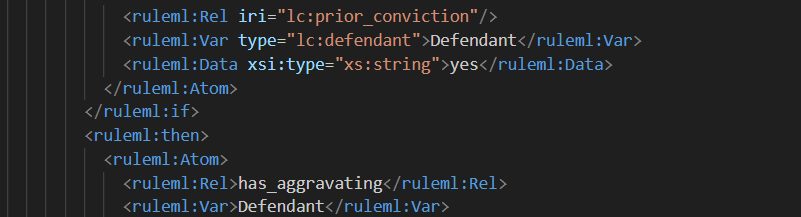 <ruleml:Rel iri="lc:prior_conviction"/>
<ruleml:Var type="lc:defendant">Defendant</ruleml:Var>
<ruleml:Data xsi:type="xs:string">yes</ruleml:Data>
</ruleml:Atom>
</ruleml:if>
<ruleml:then>
<ruleml:Atom>
<ruleml:Rel>has_aggravating</ruleml:Rel>
<ruleml:Var>Defendant</ruleml:Var>